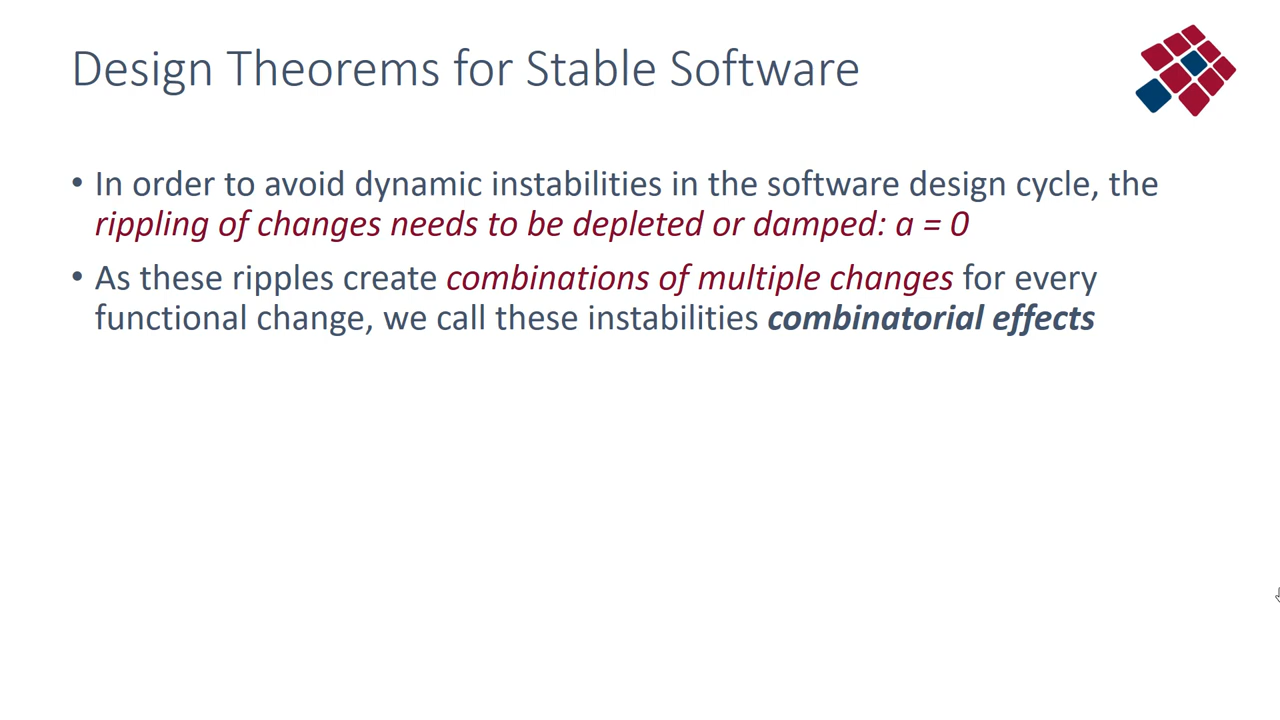 Design Theorems for Stable Software
• In order to avoid dynamic instabilities in the software design cycle, the
rippling of changes needs to be depleted or damped: a = 0
• As these ripples create combinations of multiple changes for every
functional change, we call these instabilities combinatorial effects